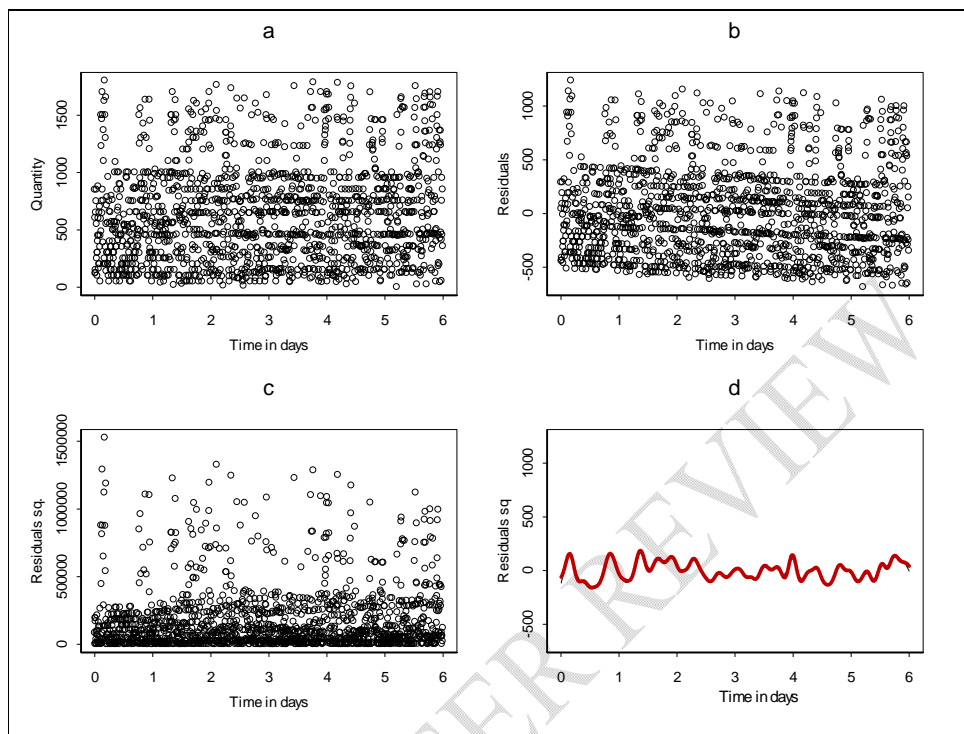 a
1500
1000
500
0
Quantity
0 1 2 3 4 5 6
Time in days
b
1000
500
0
-500
Residuals
0 1 2 3 4 5 6
Time in days
c
1500000
1000000
500000
0
Residuals sq.
0 1 2 3 4 5 6
Time in days
d
1000
500
0
-500
Residuals sq
0 1 2 3 4 5 6
Time in days
ER REVIEW